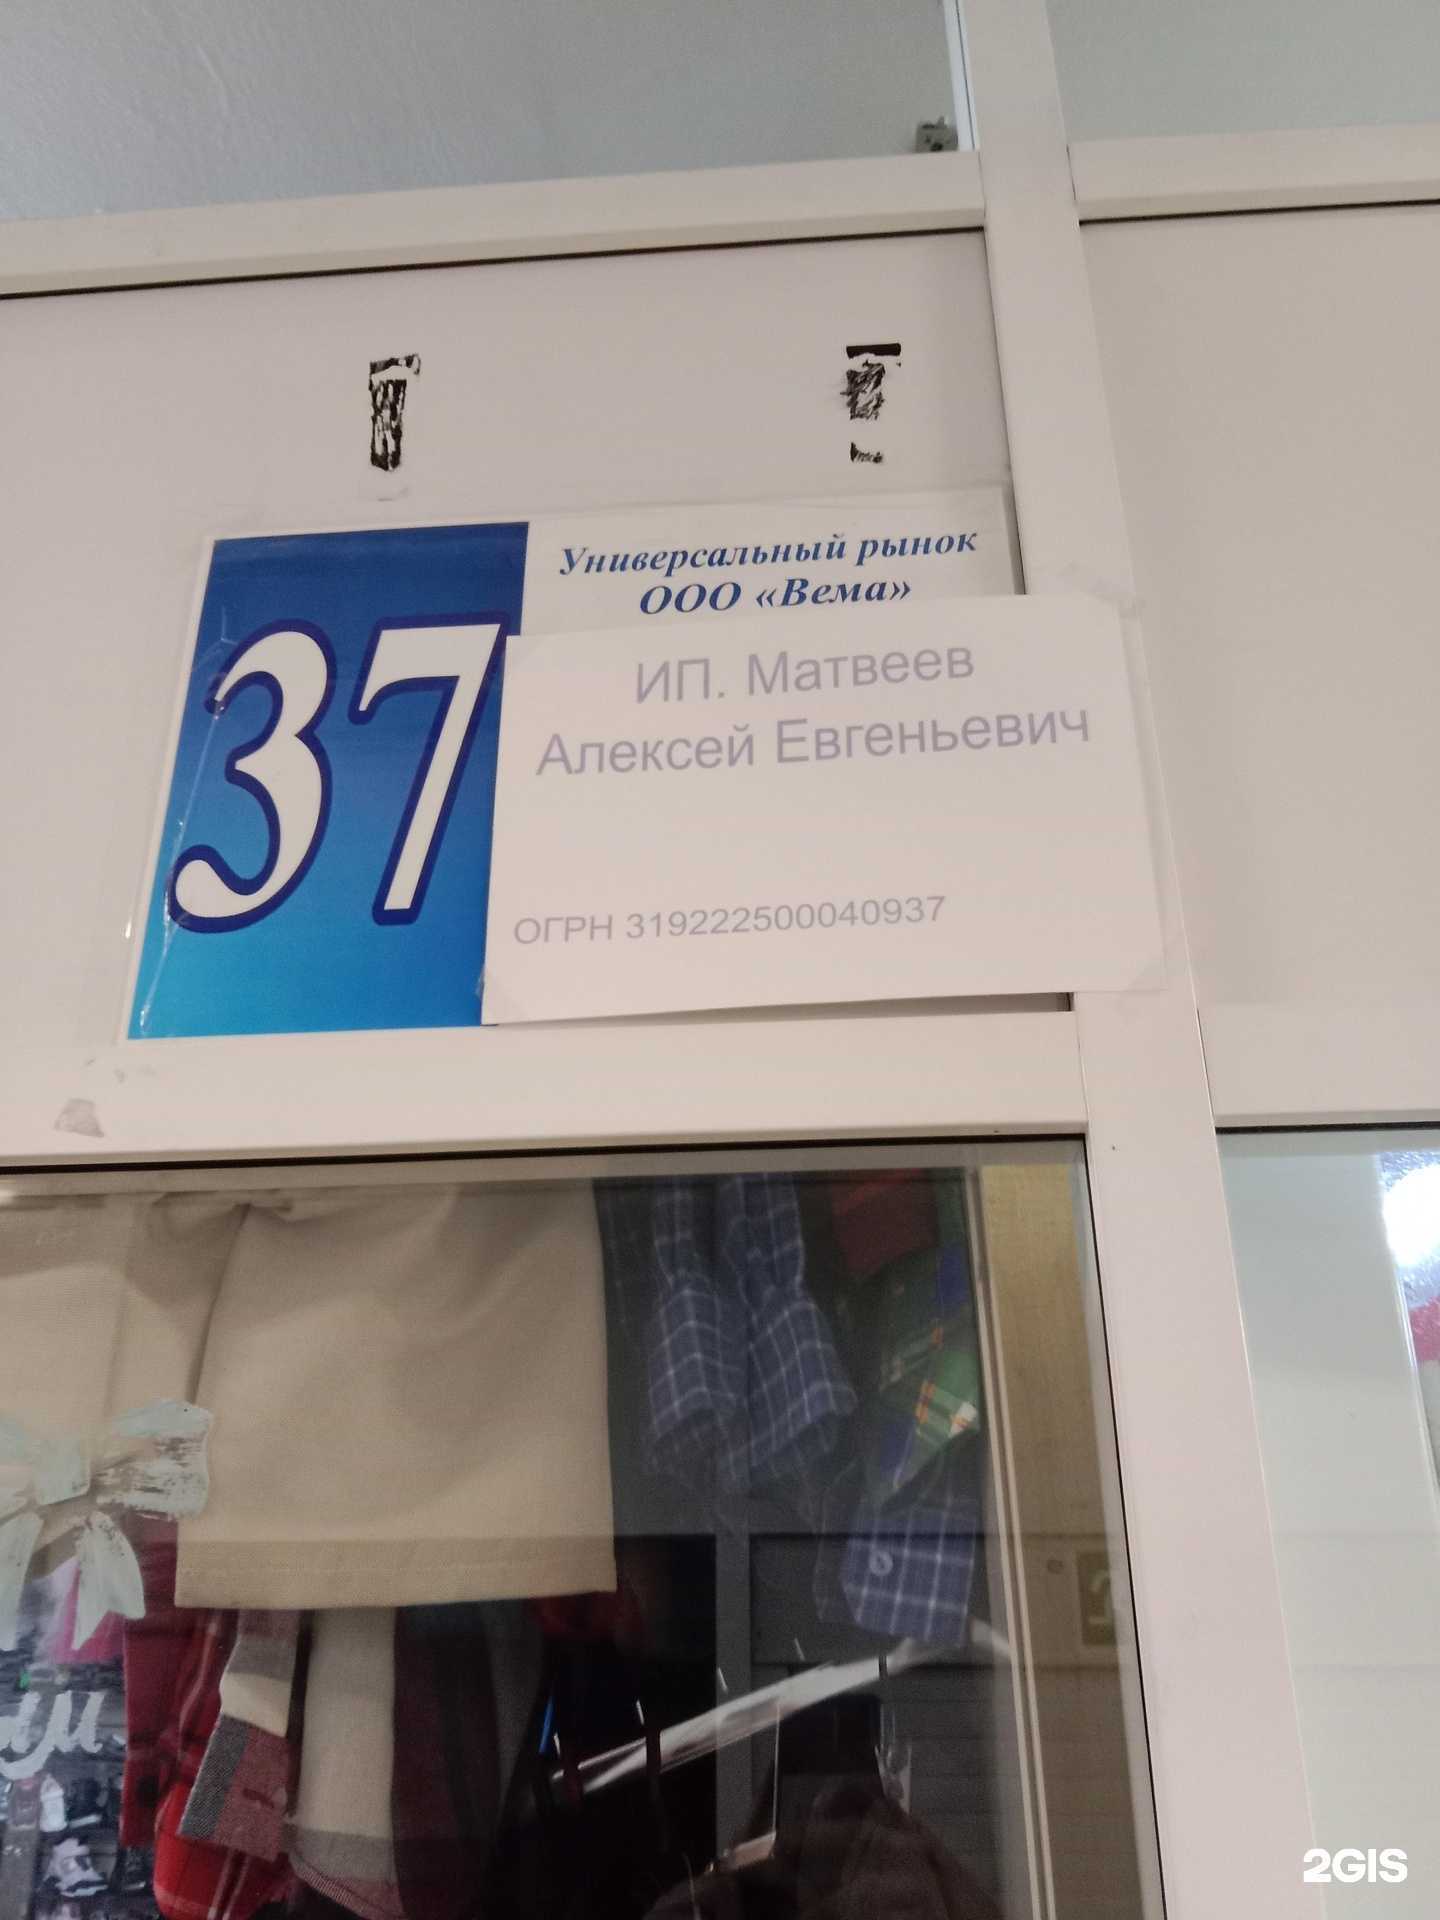 37
Универсальный рынок
ООО «Вема»
ИП. Матвеев
Алексей Евгеньевич
ОГРН 319222500040937
2GIS